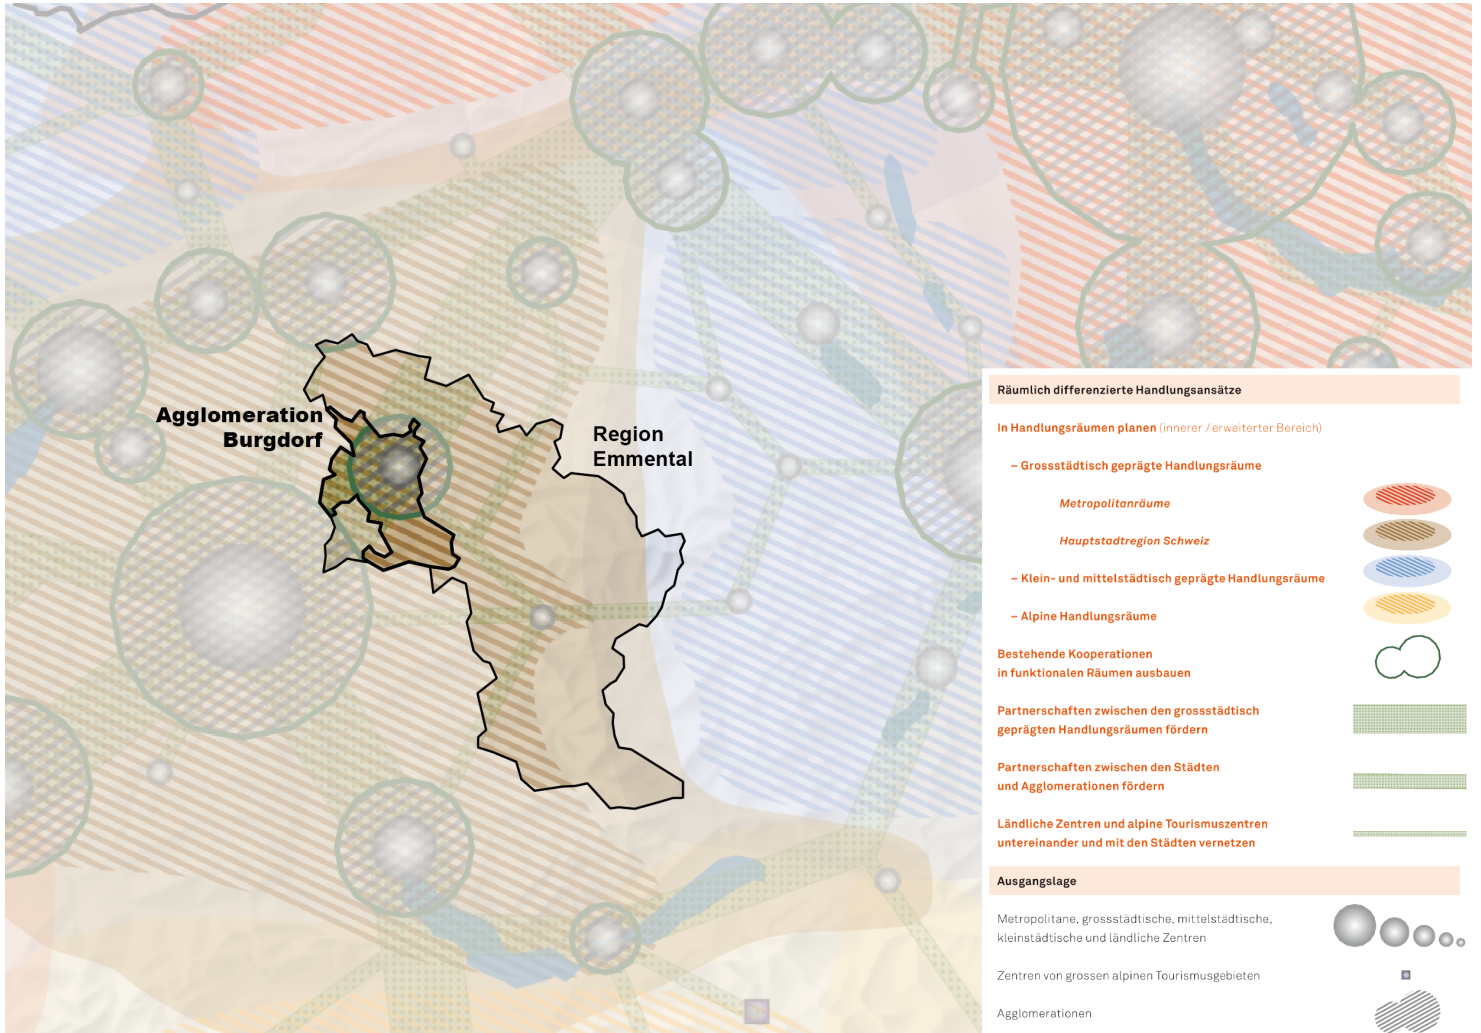 Agglomeration
Burgdorf
Region
Emmental
Räumlich differenzierte Handlungsansätze
In Handlungsräumen planen (innerer / erweiterter Bereich)
– Grossstädtisch geprägte Handlungsräume
Metropolitanräume
Hauptstadtregion Schweiz
– Klein- und mittelstädtisch geprägte Handlungsräume
– Alpine Handlungsräume
Bestehende Kooperationen
in funktionalen Räumen ausbauen
Partnerschaften zwischen den grossstädtisch
geprägten Handlungsräumen fördern
Partnerschaften zwischen den Städten
und Agglomerationen fördern
Ländliche Zentren und alpine Tourismuszentren
untereinander und mit den Städten vernetzen
Ausgangslage
Metropolitane, grossstädtische, mittelstädtische,
kleinstädtische und ländliche Zentren
Zentren von grossen alpinen Tourismusgebieten
Agglomerationen